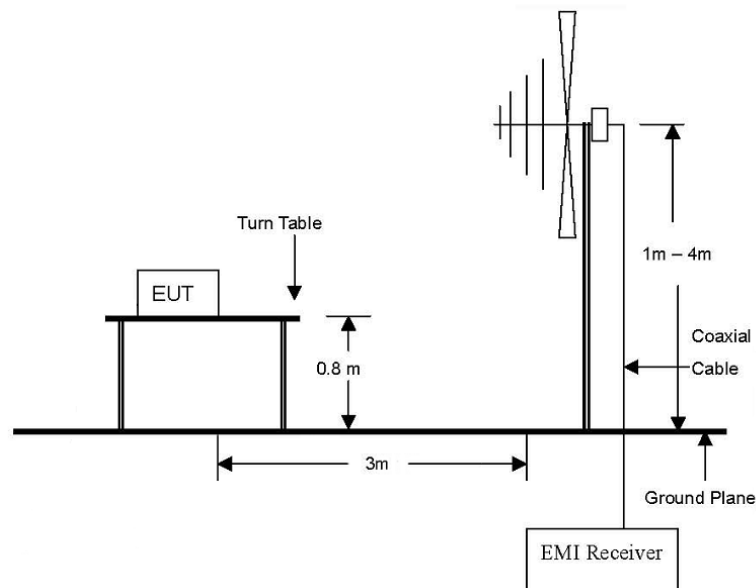 Turn Table
EUT
1m – 4m
0.8 m
Coaxial
Cable
3m
Ground Plane
EMI Receiver